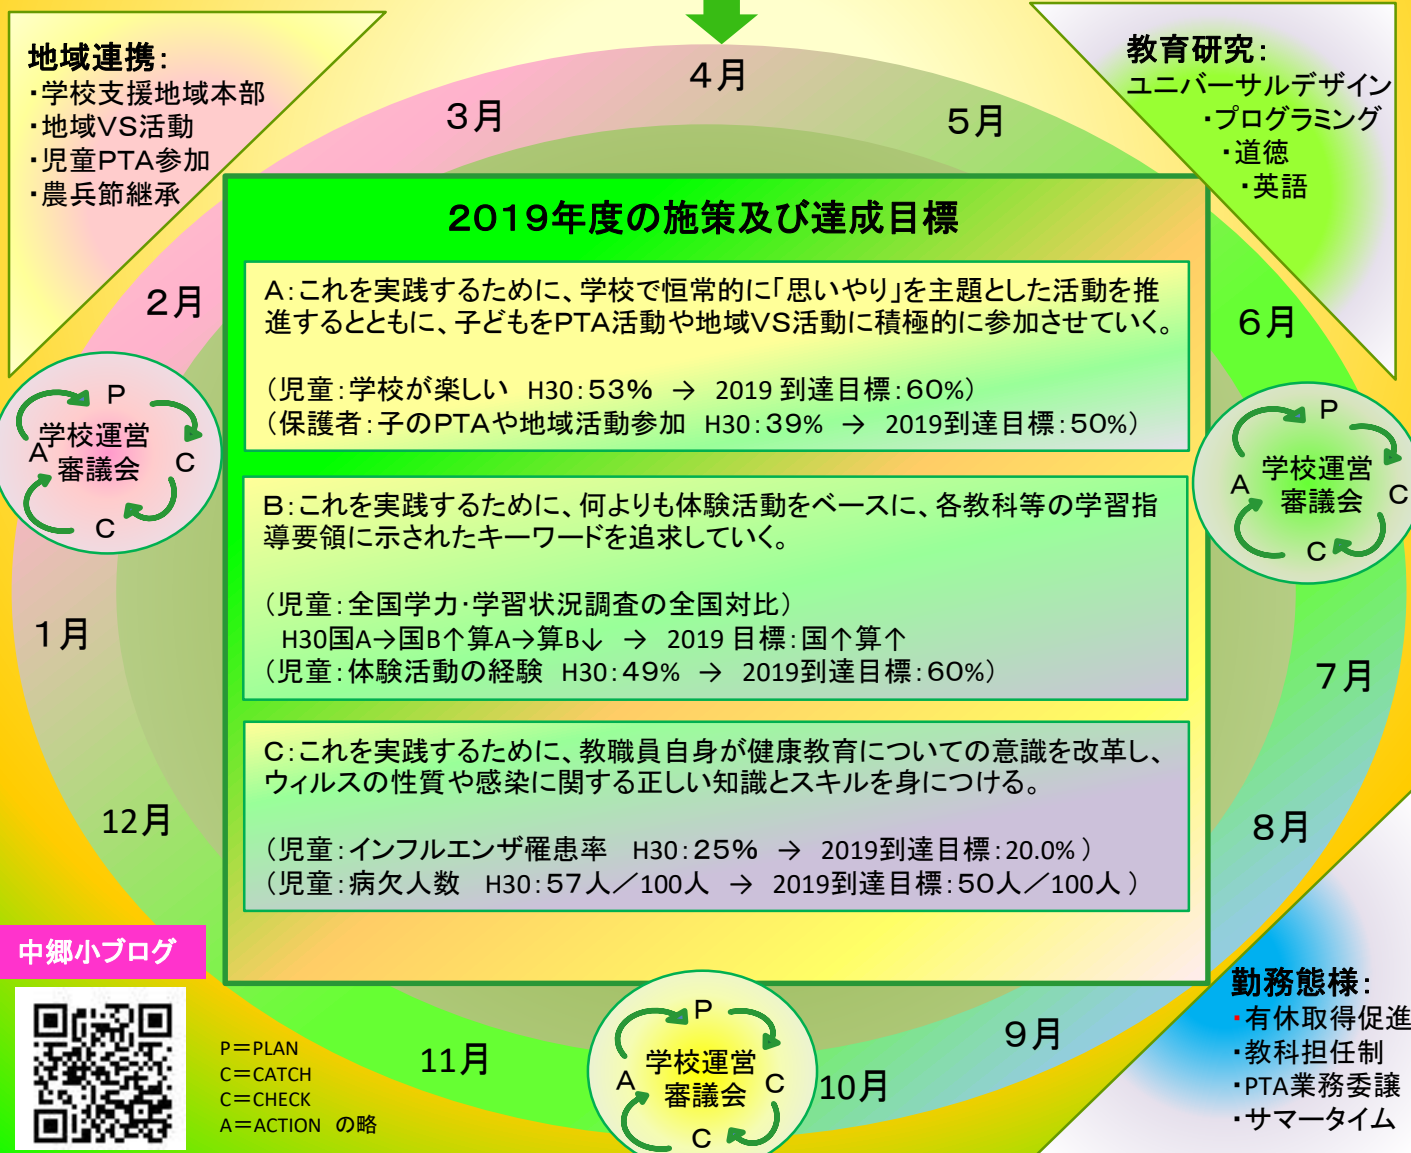 地域連携：
・学校支援地域本部
・地域VS活動
・児童PTA参加
・農兵節継承
教育研究：
ユニバーサルデザイン
・プログラミング
・道徳
・英語
4月
5月
6月
7月
8月
9月
10月
11月
12月
1月
2月
3月
2019年度の施策及び達成目標
A：これを実践するために、学校で恒常的に「思いやり」を主題とした活動を推
進するとともに、子どもをPTA活動や地域VS活動に積極的に参加させていく。
（児童：学校が楽しい H30：53% → 2019 到達目標：60%）
（保護者：子のPTAや地域活動参加 H30：39% → 2019到達目標：50%）
B：これを実践するために、何よりも体験活動をベースに、各教科等の学習指
導要領に示されたキーワードを追求していく。
（児童：全国学力・学習状況調査の全国対比）
H30国A→国B↑算A→算B↓ → 2019 目標：国↑算↑
（児童：体験活動の経験 H30：49% → 2019到達目標：60%）
C：これを実践するために、教職員自身が健康教育についての意識を改革し、
ウィルスの性質や感染に関する正しい知識とスキルを身につける。
（児童：インフルエンザ罹患率 H30：25% → 2019到達目標：20.0%）
（児童：病欠人数 H30：57人／100人 → 2019到達目標：50人／100人）
P
学校運営
A
審議会
C
C
P
学校運営
A
審議会
C
C
P
学校運営
A
審議会
C
C
中郷小ブログ
P＝PLAN
C＝CATCH
C＝CHECK
A＝ACTION の略
勤務態様：
・有休取得促進
・教科担任制
・PTA業務委譲
・サマータイム